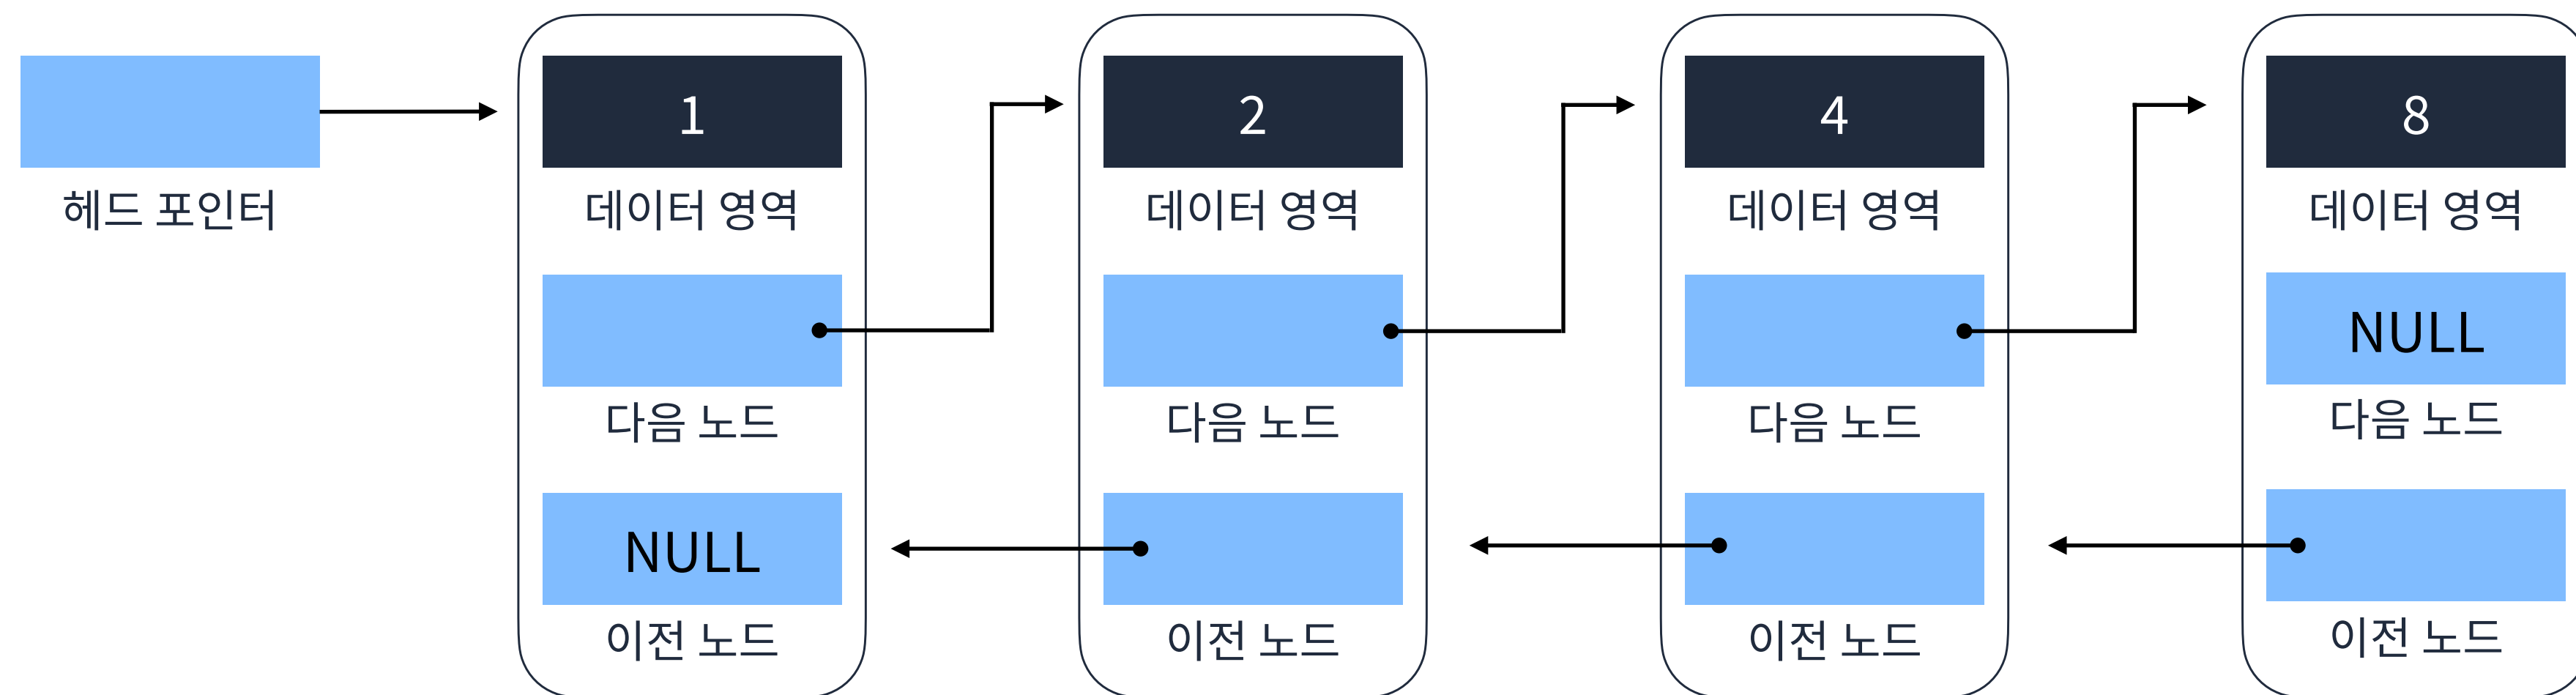 헤드 포인터
1
데이터 영역
다음 노드
NULL
이전 노드
2
데이터 영역
다음 노드
이전 노드
4
데이터 영역
다음 노드
이전 노드
8
데이터 영역
NULL
다음 노드
이전 노드